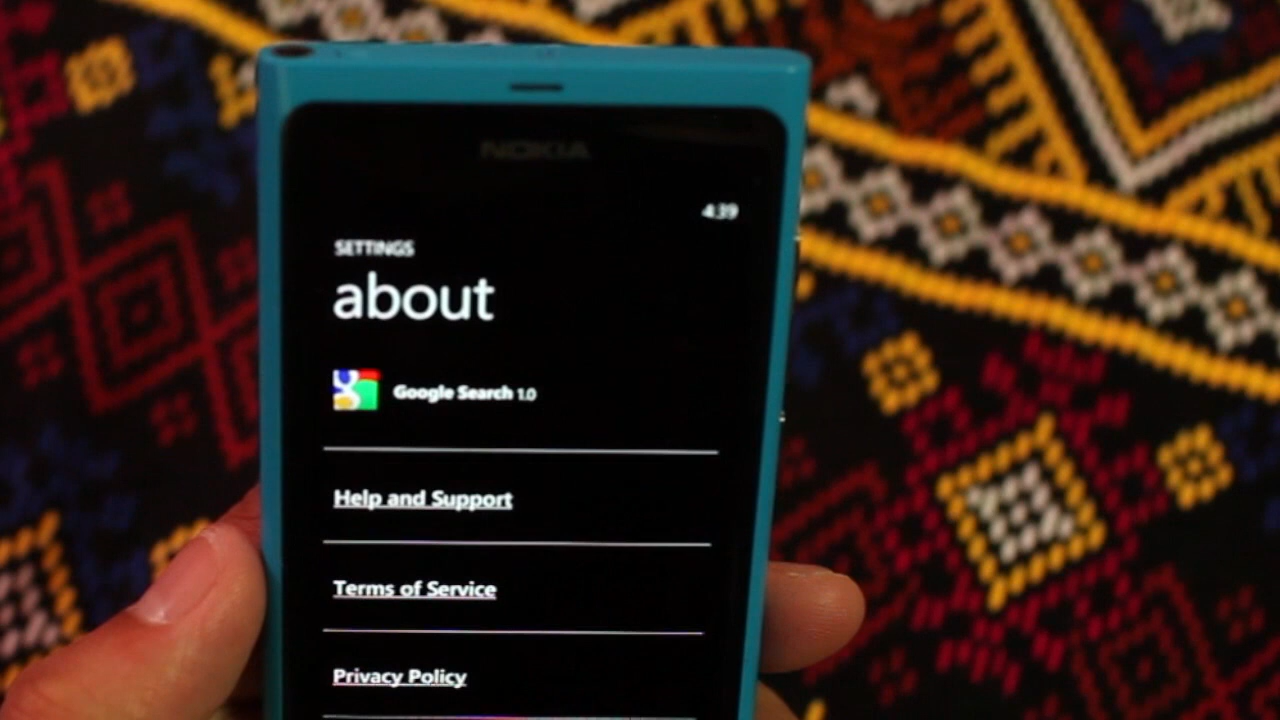 NOKIA
4:39
SETTINGS
about
Google Search 1.0
Help and Support
Terms of Service
Privacy Policy